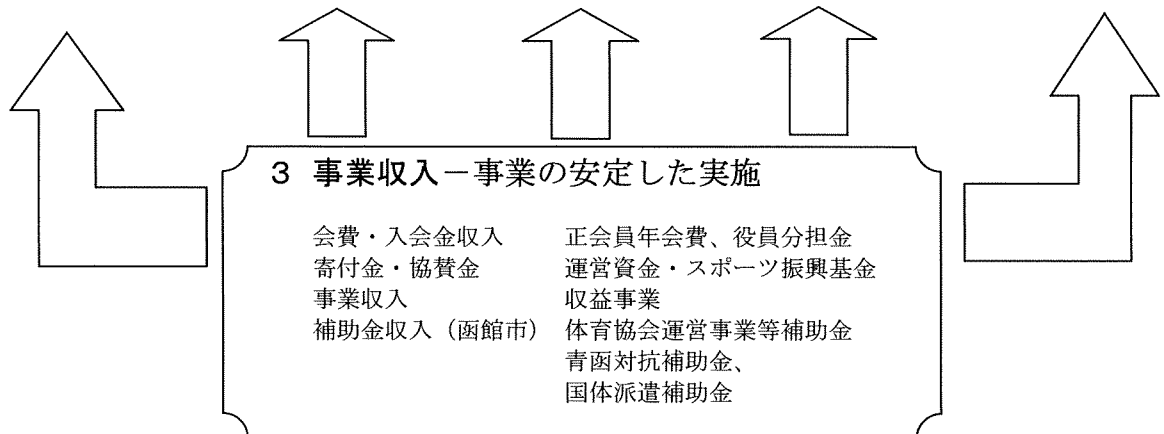 3 事業収入－事業の安定した実施
会費・入会金収入 正会員年会費、役員分担金
寄付金・協賛金 運営資金・スポーツ振興基金
事業収入 収益事業
補助金収入（函館市） 体育協会運営事業等補助金
青函対抗補助金、
国体派遣補助金